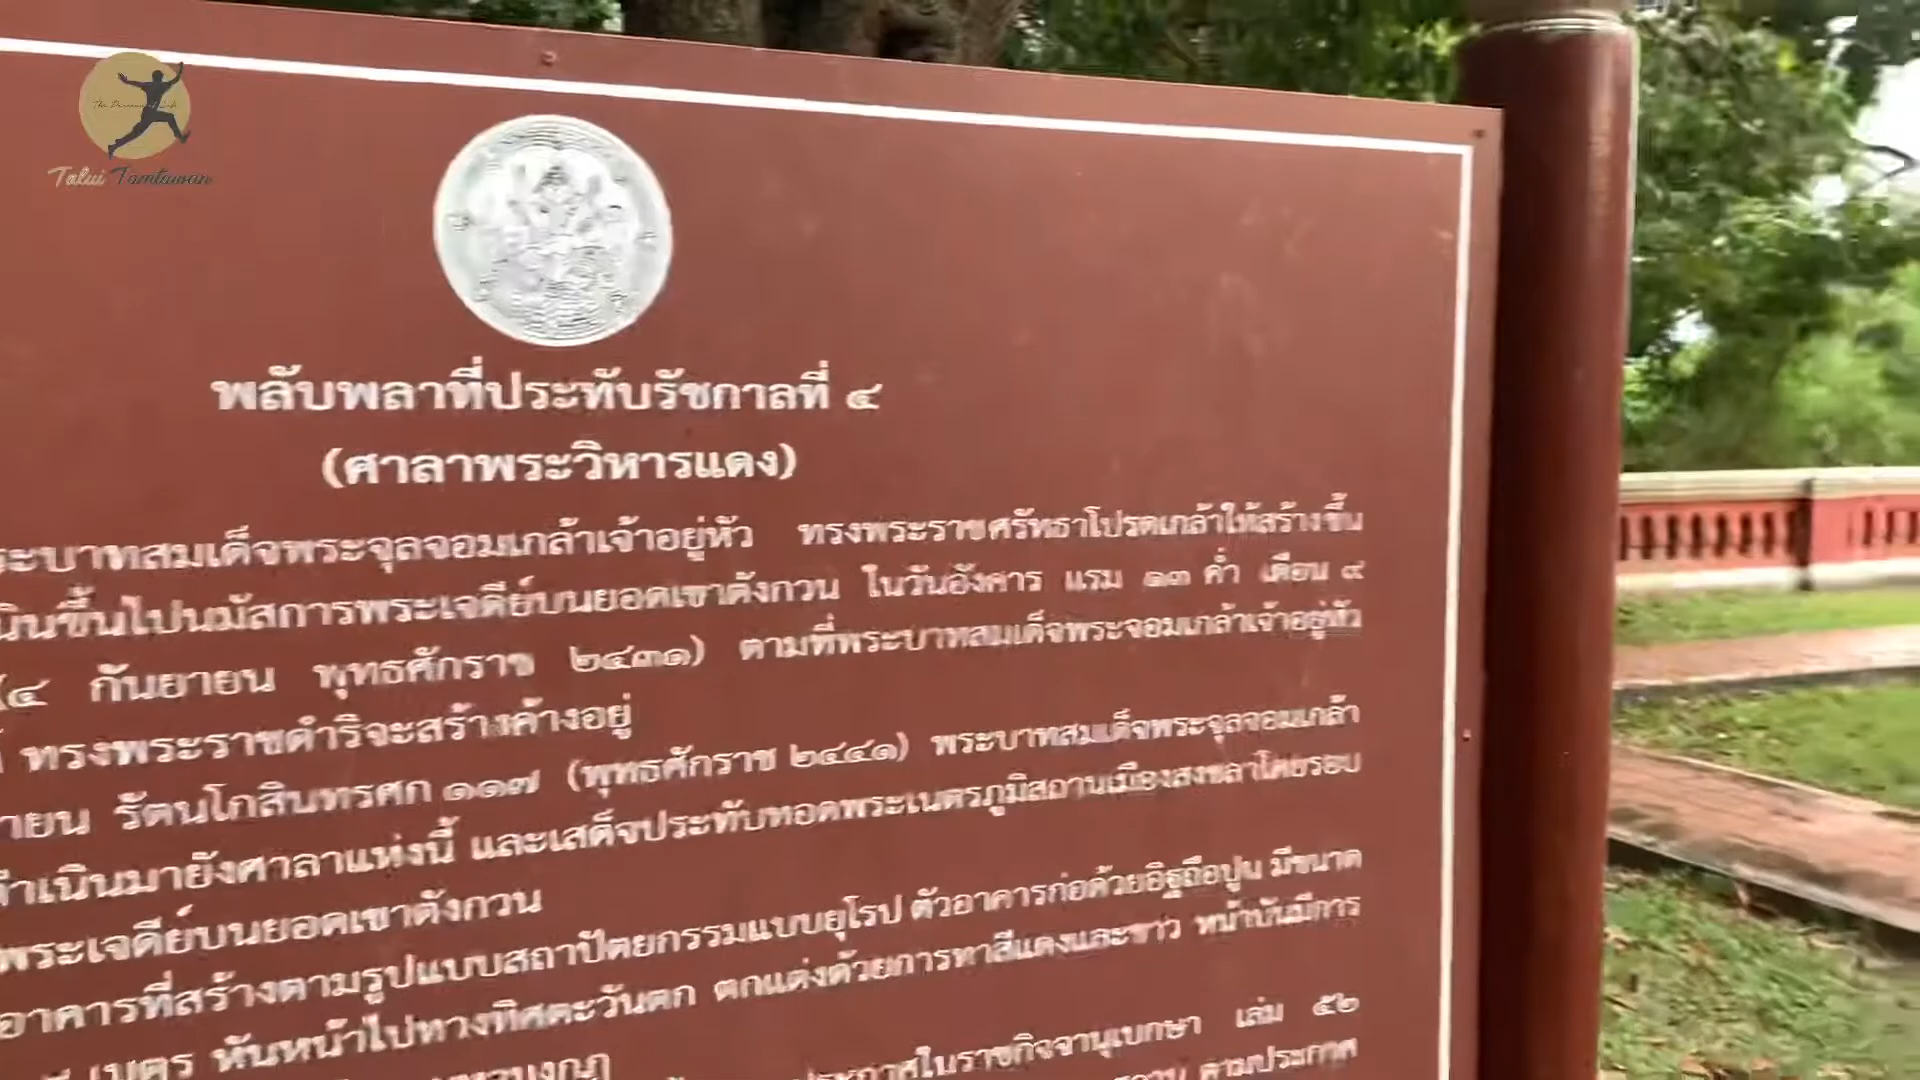 Talui Tamtawan
พลับพลาที่ประทับรัชกาลที่ ๔
(ศาลาพระวิหารแดง)
ระบาทสมเด็จพระจุลจอมเกล้าเจ้าอยู่หัว ทรงพระราชศรัทธาโปรดเกล้าให้สร้างขึ้น
นินขึ้นไปนมัสการพระเจดีย์บนยอดเขาตังกวน ในวันอังคาร แรม ๑๓ ค่ำ เดือน ๙
(๔ กันยายน พุทธศักราช ๒๔๓๑) ตามที่พระบาทสมเด็จพระจอมเกล้าเจ้าอยู่หัว
ทรงพระราชดำริจะสร้างค้างอยู่
ายน รัตนโกสินทรศก ๑๑๗ (พุทธศักราช ๒๔๔๑) พระบาทสมเด็จพระจุลจอมเกล้า
ดำเนินมายังศาลาแห่งนี้ และเสด็จประทับทอดพระเนตรภูมิสถานเมืองสงขลาโดยรอบ
พระเจดีย์บนยอดเขาตังกวน
อาคารที่สร้างตามรูปแบบสถาปัตยกรรมแบบยุโรป ตัวอาคารก่อด้วยอิฐถือปูน มีขนาด
เมตร หันหน้าไปทางทิศตะวันตก ตกแต่งด้วยการทาสีแดงและขาว หน้าบันมีการ
ประกาศในราชกิจจานุเบกษา เล่ม ๕๒
ตามประกาศ